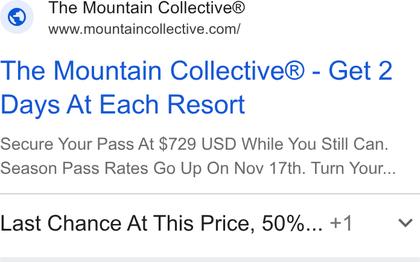 The Mountain Collective®
www.mountaincollective.com/
The Mountain Collective® - Get 2
Days At Each Resort
Secure Your Pass At $729 USD While You Still Can.
Season Pass Rates Go Up On Nov 17th. Turn Your...
Last Chance At This Price, 50%... +1